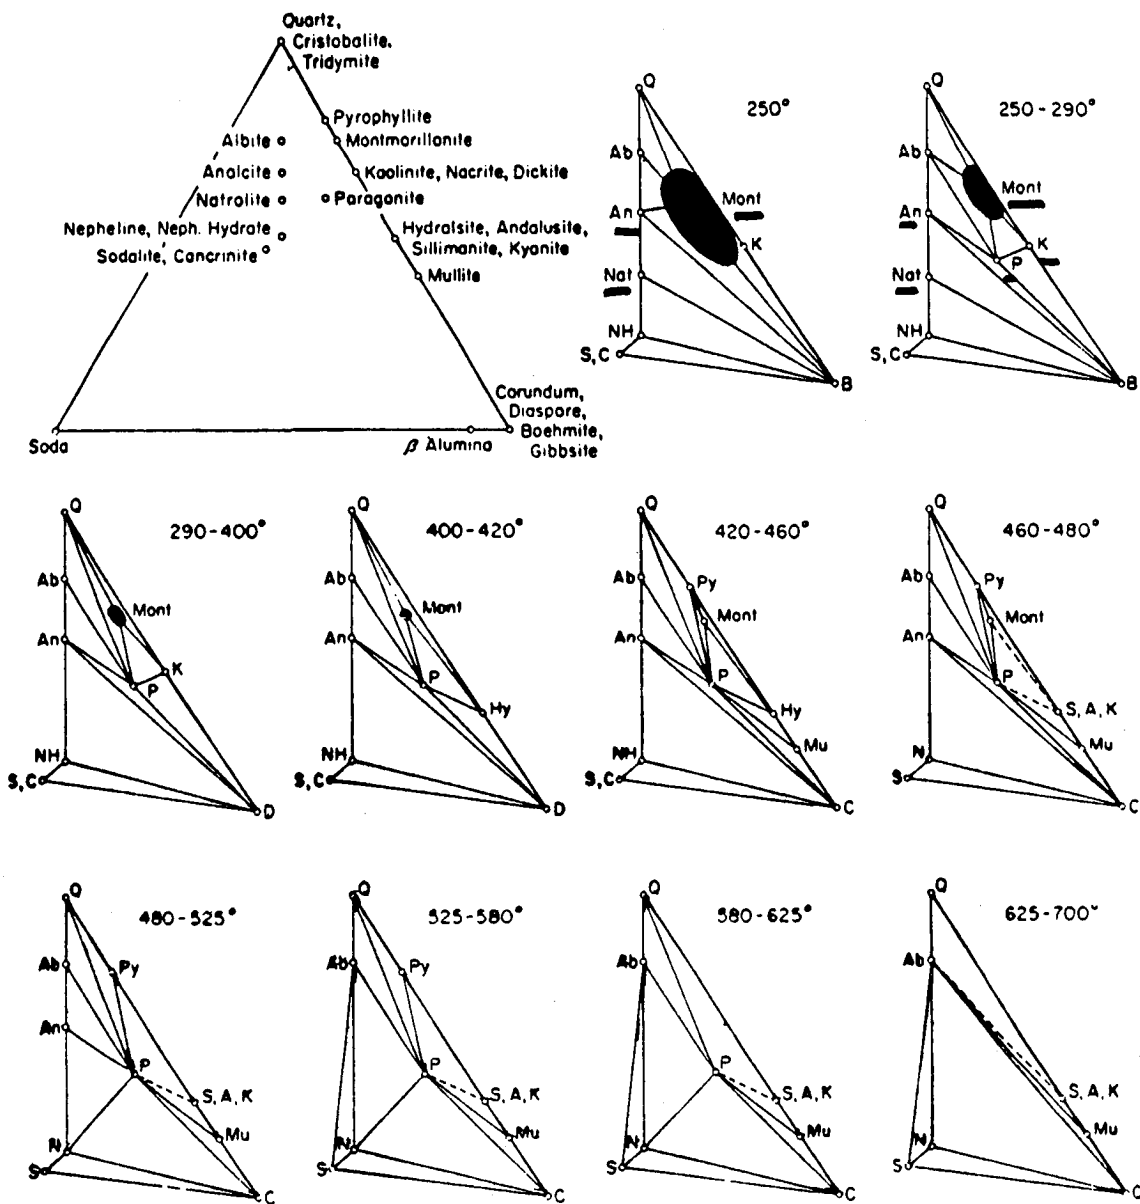 Quartz,
Cristobalite,
Tridymite
Pyrophyllite
Albite
Montmorillonite
Analcite
Kaolinite, Nacrite, Dickite
Natrolite
Paragonite
Nepheline, Neph. Hydrate
Hydralsite, Andalusite,
Sillimanite, Kyanite
Sodalite, Cancrinite
Mullite
Corundum,
Diaspore,
Boehmite,
Gibbsite
Soda
β Alumina
250°
Q
Ab
Mont
An
K
Nat
NH
S, C
B
250-290°
Q
Ab
Mont
An
K
P
Nat
NH
S, C
B
290-400°
Q
Ab
Mont
An
K
P
NH
S, C
D
400-420°
Q
Ab
Mont
An
P
Hy
NH
S, C
D
420-460°
Q
Py
Ab
Mont
An
P
Hy
Mu
NH
S, C
C
460-480°
Q
Py
Ab
Mont
An
P
S, A, K
Mu
N
S
C
480-525°
Q
Ab
Py
An
P
S, A, K
Mu
N
S
C
525-580°
Q
Ab
Py
P
S, A, K
Mu
N
S
C
580-625°
Q
Ab
P
S, A, K
Mu
N
S
C
625-700°
Q
Ab
S, A, K
Mu
N
S
C